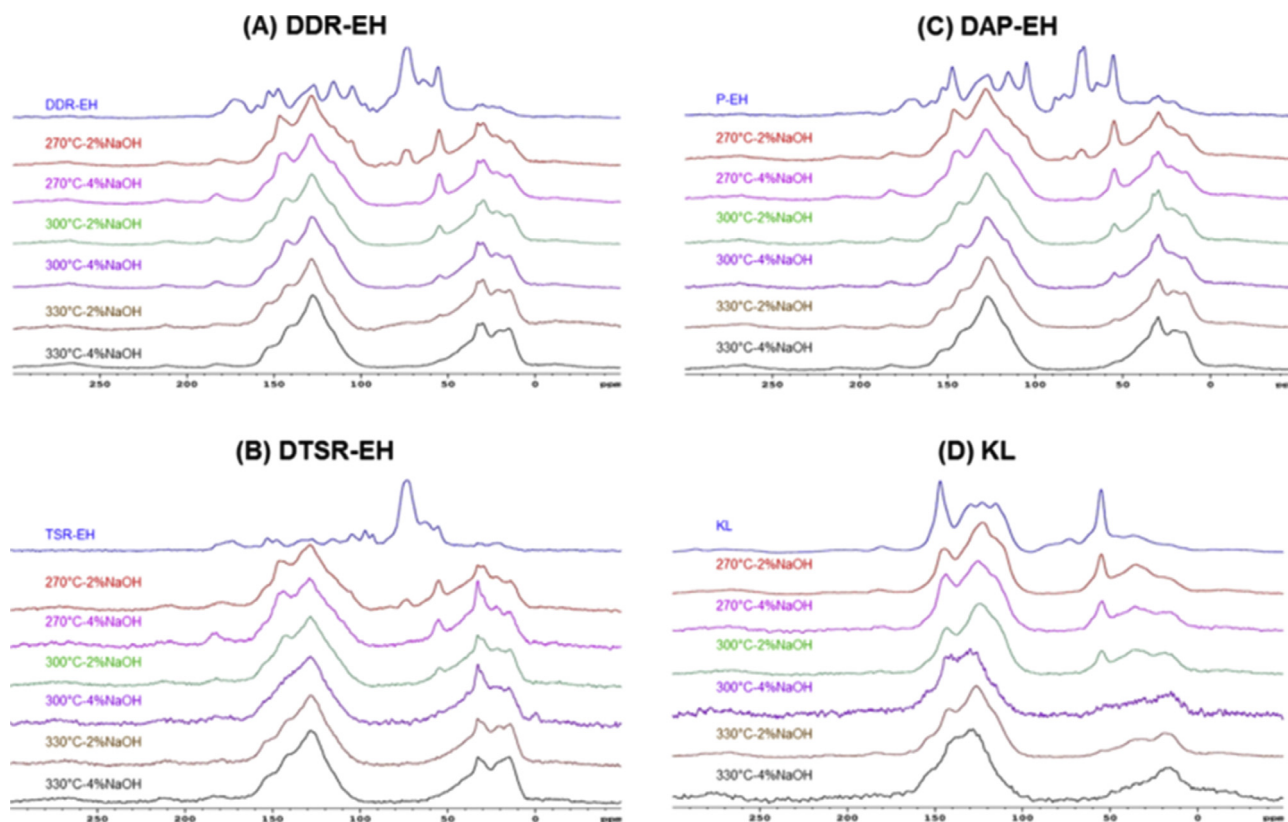 (A) DDR-EH
DDR-EH
270°C-2%NaOH
270°C-4%NaOH
300°C-2%NaOH
300°C-4%NaOH
330°C-2%NaOH
330°C-4%NaOH
250 200 150 100 50 0 ppm
(C) DAP-EH
P-EH
270°C-2%NaOH
270°C-4%NaOH
300°C-2%NaOH
300°C-4%NaOH
330°C-2%NaOH
330°C-4%NaOH
250 200 150 100 50 0
(B) DTSR-EH
TSR-EH
270°C-2%NaOH
270°C-4%NaOH
300°C-2%NaOH
300°C-4%NaOH
330°C-2%NaOH
330°C-4%NaOH
250 200 150 100 50 0 ppm
(D) KL
KL
270°C-2%NaOH
270°C-4%NaOH
300°C-2%NaOH
300°C-4%NaOH
330°C-2%NaOH
330°C-4%NaOH
250 200 150 100 50 0